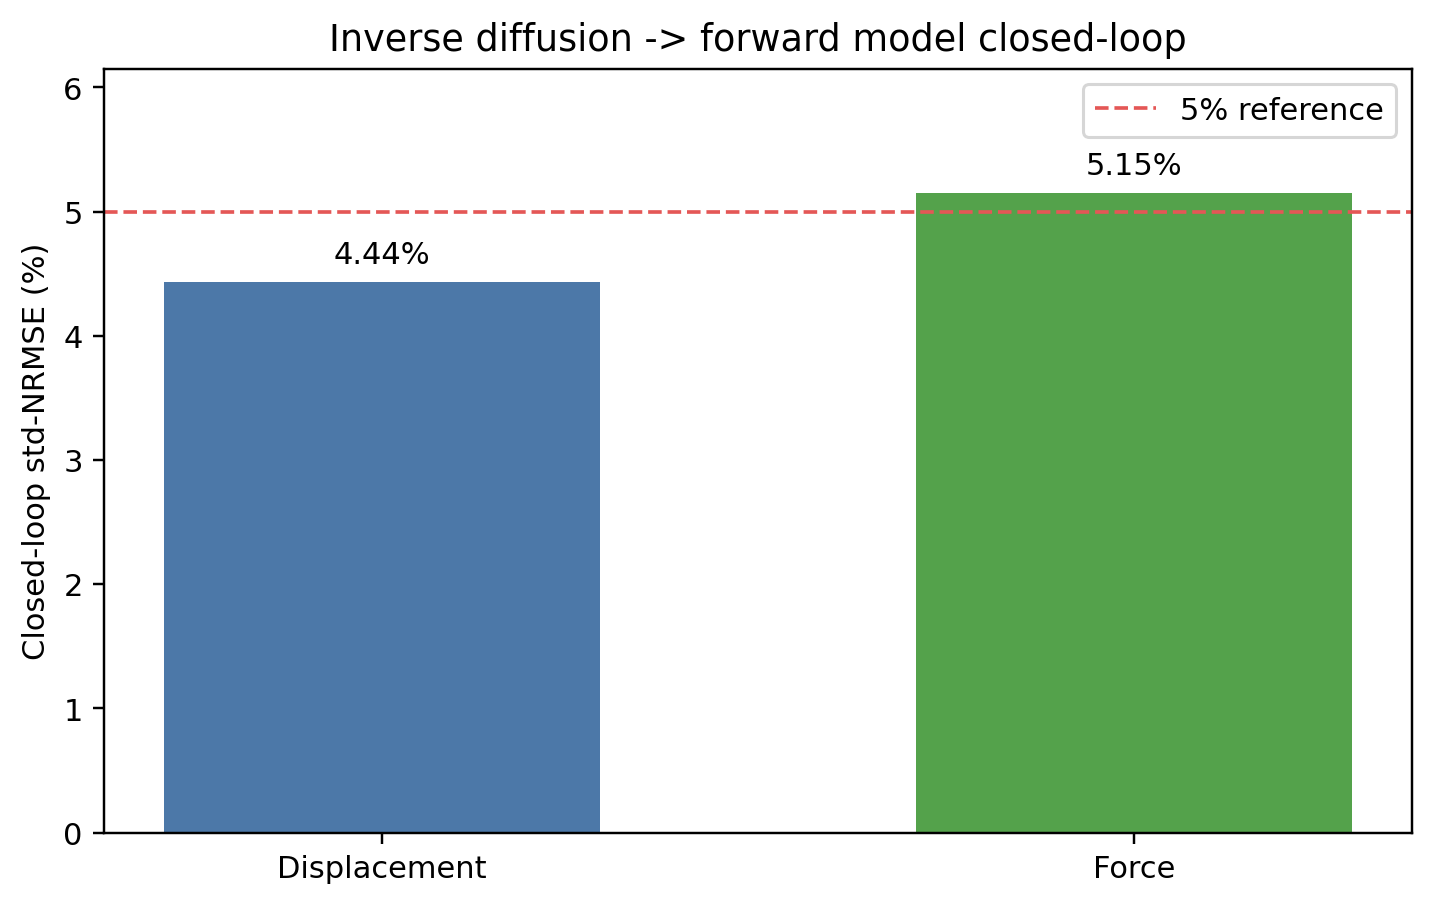 Inverse diffusion -> forward model closed-loop
6
5
4
3
2
1
0
Closed-loop std-NRMSE (%)
5% reference
4.44%
5.15%
Displacement
Force